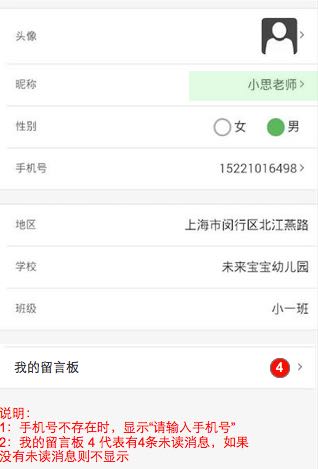 头像
昵称 小思老师
性别 女 男
手机号 15221016498
地区 上海市闵行区北江燕路
学校 未来宝宝幼儿园
班级 小一班
我的留言板 4
说明：
1：手机号不存在时，显示“请输入手机号”
2：我的留言板 4 代表有4条未读消息，如果
没有未读消息则不显示